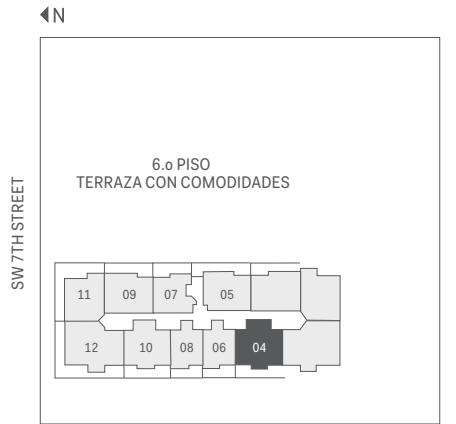 N
SW 7TH STREET
6.o PISO
TERRAZA CON COMODIDADES
11
09
07
05
12
10
08
06
04